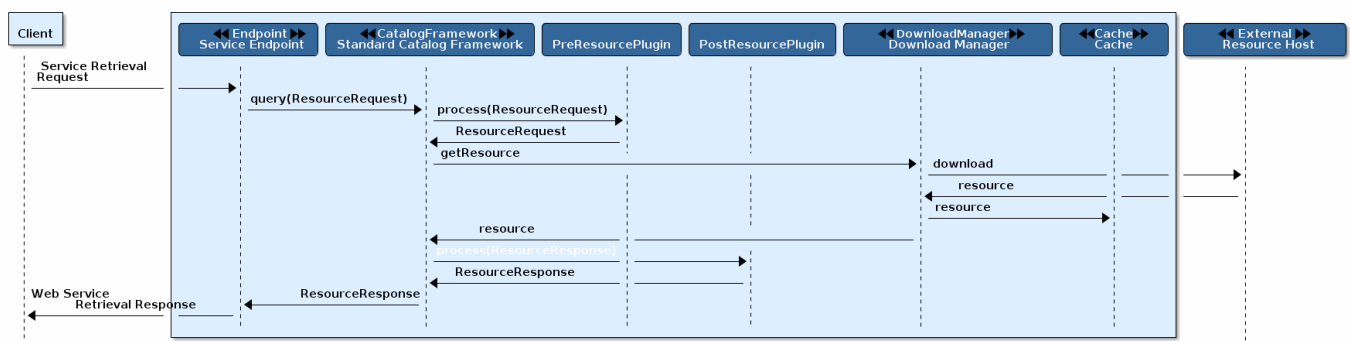 Client
Endpoint
Service Endpoint
CatalogFramework
Standard Catalog Framework
PreResourcePlugin
PostResourcePlugin
DownloadManager
Download Manager
Cache
Cache
External
Resource Host
Service Retrieval
Request
query(ResourceRequest)
process(ResourceRequest)
ResourceRequest
getResource
download
resource
resource
resource
process(ResourceResponse)
ResourceResponse
ResourceResponse
Web Service
Retrieval Response